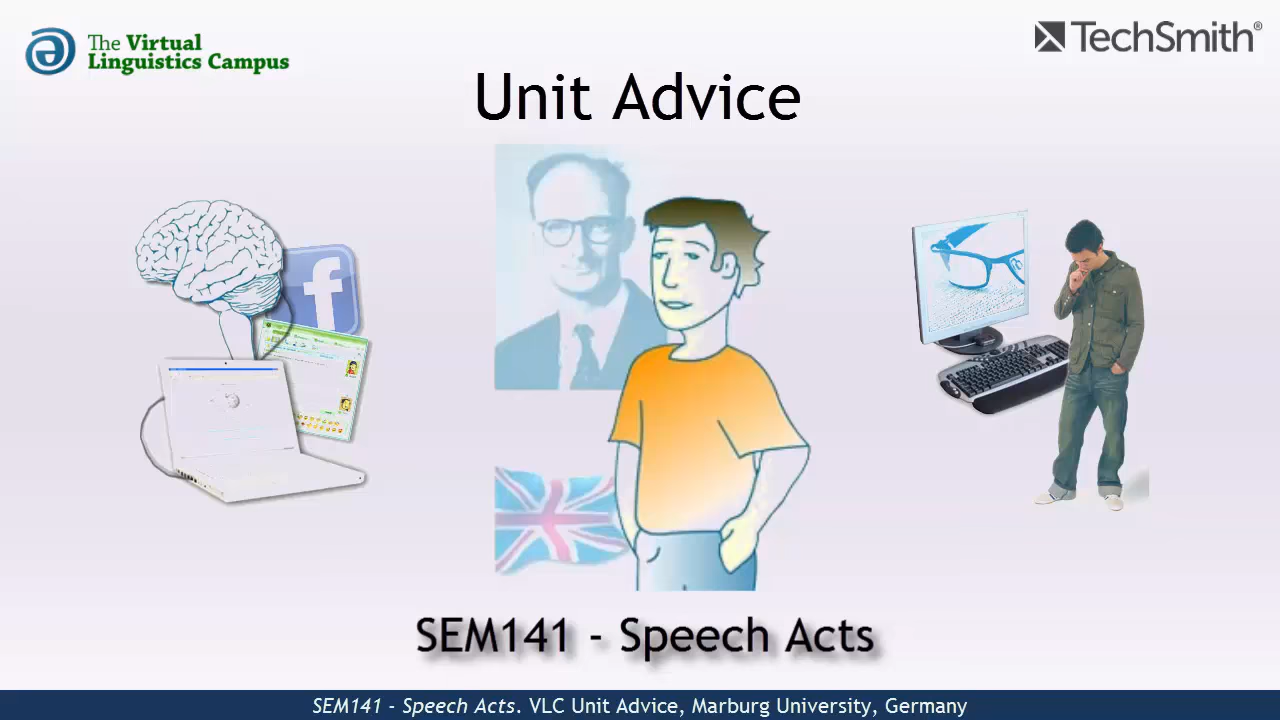 The Virtual
Linguistics Campus
TechSmith®
Unit Advice
f
SEM141 - Speech Acts
SEM141 - Speech Acts. VLC Unit Advice, Marburg University, Germany